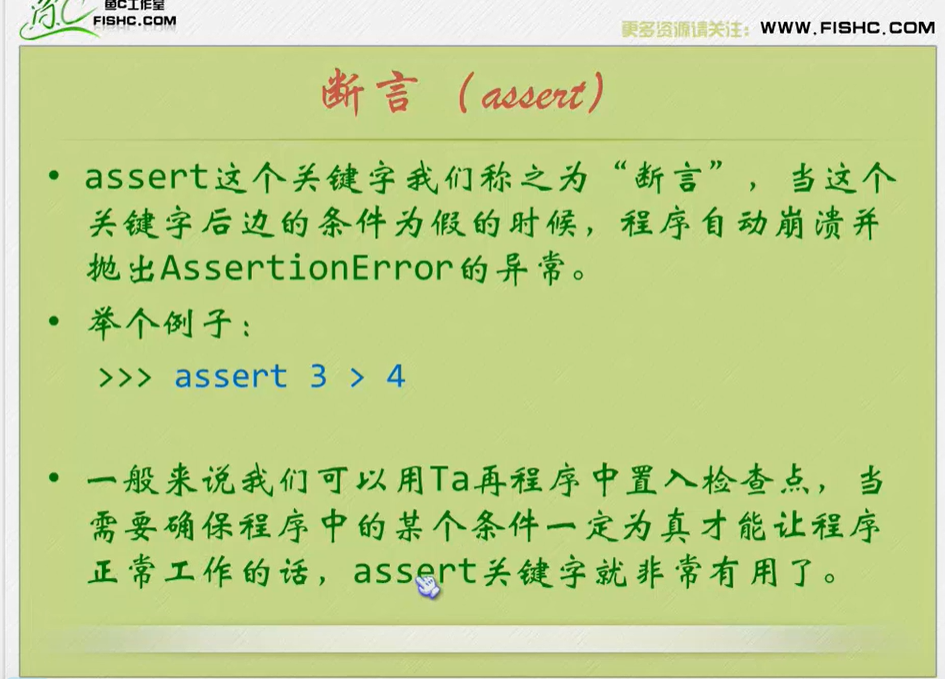 鱼C工作室
FISHC.COM
更多资源请关注：WWW.FISHC.COM
断言（assert）
• assert这个关键字我们称之为“断言”，当这个
关键字后边的条件为假的时候，程序自动崩溃并
抛出AssertionError的异常。
• 举个例子：
>>> assert 3 > 4
• 一般来说我们可以用Ta再程序中置入检查点，当
需要确保程序中的某个条件一定为真才能让程序
正常工作的话，assert关键字就非常有用了。